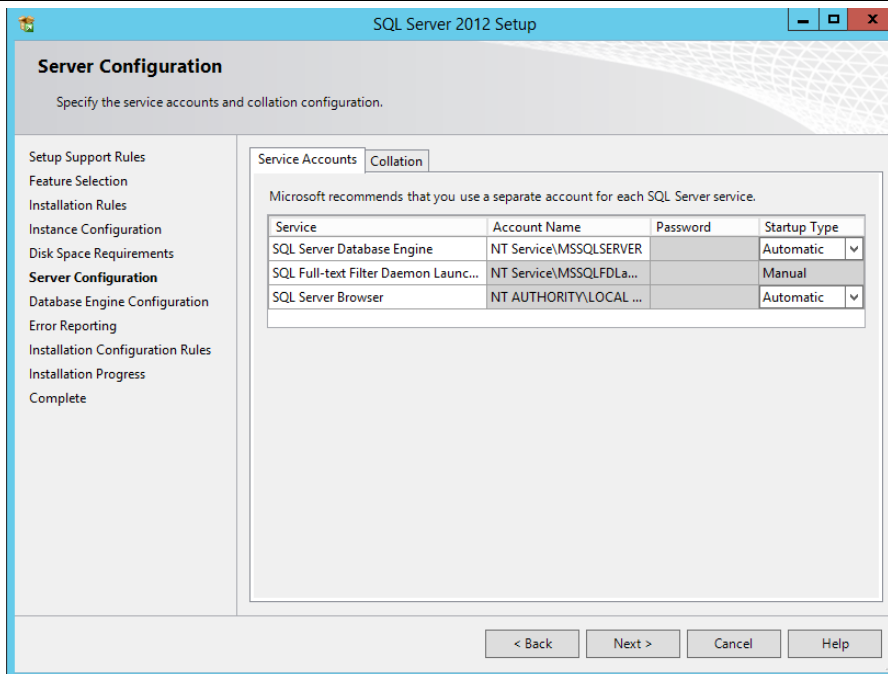 SQL Server 2012 Setup
Server Configuration
Specify the service accounts and collation configuration.
Setup Support Rules
Feature Selection
Installation Rules
Instance Configuration
Disk Space Requirements
Server Configuration
Database Engine Configuration
Error Reporting
Installation Configuration Rules
Installation Progress
Complete
Service Accounts Collation
Microsoft recommends that you use a separate account for each SQL Server service.
Service Account Name Password Startup Type
SQL Server Database Engine NT Service\MSSQLSERVER Automatic
SQL Full-text Filter Daemon Launc... NT Service\MSSQLFDLa... Manual
SQL Server Browser NT AUTHORITY\LOCAL ... Automatic
< Back Next > Cancel Help